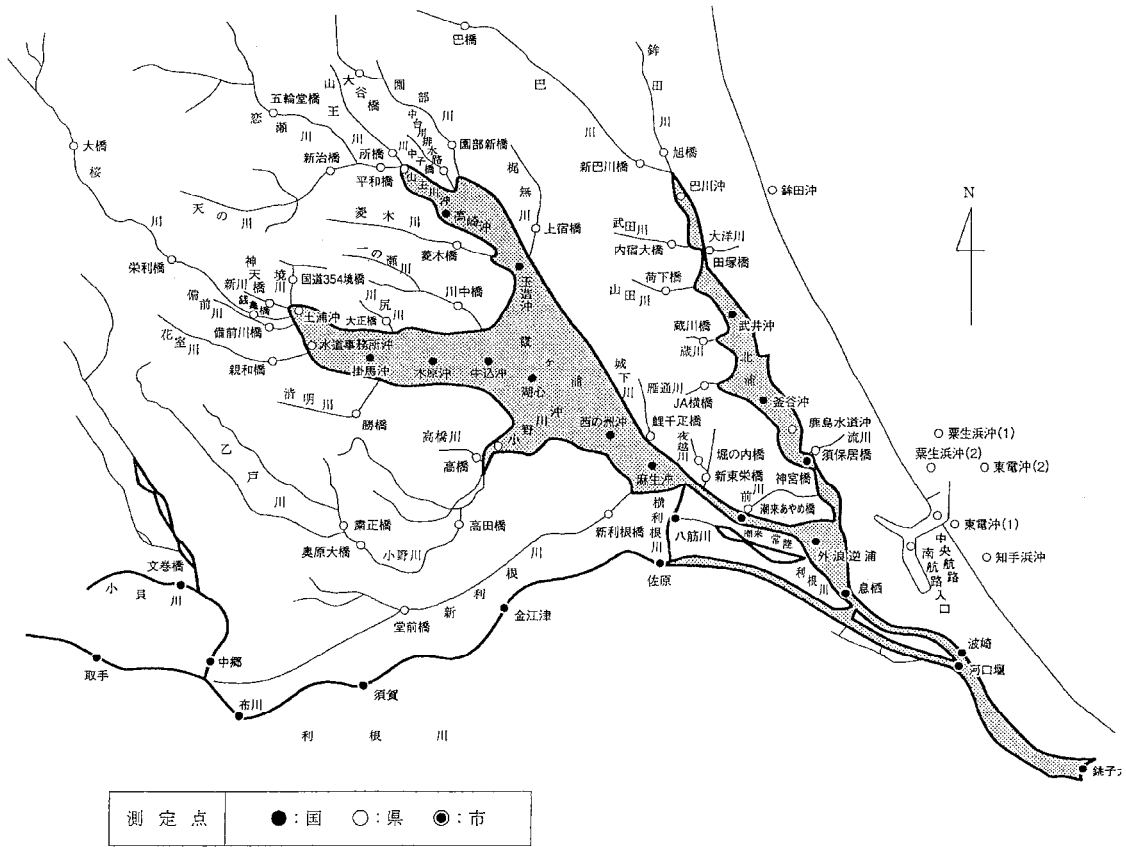 巴橋
鉾田川
大谷橋
園部川
山王川
五輪堂橋
恋瀬川
大橋
桜川
巴川
中台川排水路
中子橋
園部新橋
所橋
新治橋
平和橋
山王川沖
高崎沖
梶無川
上宿橋
旭橋
新巴川橋
巴川沖
鉾田沖
N
天の川
菱木川
菱木橋
一の瀬川
川中橋
玉造沖
武田川
内宿大橋
大洋川
田塚橋
荷下橋
山田川
武井沖
栄利橋
神天橋
新川
境川
国道354境橋
銭亀橋
備前川
備前川橋
土浦沖
川尻川
大正橋
花室川
水道事務所沖
親和橋
掛馬沖
木原沖
牛込沖
湖心
霞ヶ浦
城下川
蔵川橋
蔵川
北浦
雁通川
JA横橋
釜谷沖
清明川
勝橋
高橋川
高橋
小野川沖
西の洲沖
鯉千疋橋
夜越川
堀の内橋
鹿島水道沖
流川
須保居橋
粟生浜沖(1)
粟生浜沖(2)
東電沖(2)
東電沖(1)
乙戸川
麻生沖
新東栄橋
前川
神宮橋
潮来あやめ橋
粛正橋
奥原大橋
小野川
高田橋
新利根橋
新利根川
横利根川
八筋川
潮来
常陸利根川
外浪逆浦
中央航路
南航路入口
知手浜沖
文巻橋
小貝川
堂前橋
金江津
佐原
息栖
取手
中郷
布川
須賀
利根川
波崎
河口堰
銚子大
測定点 ●:国 ○:県 ◉:市